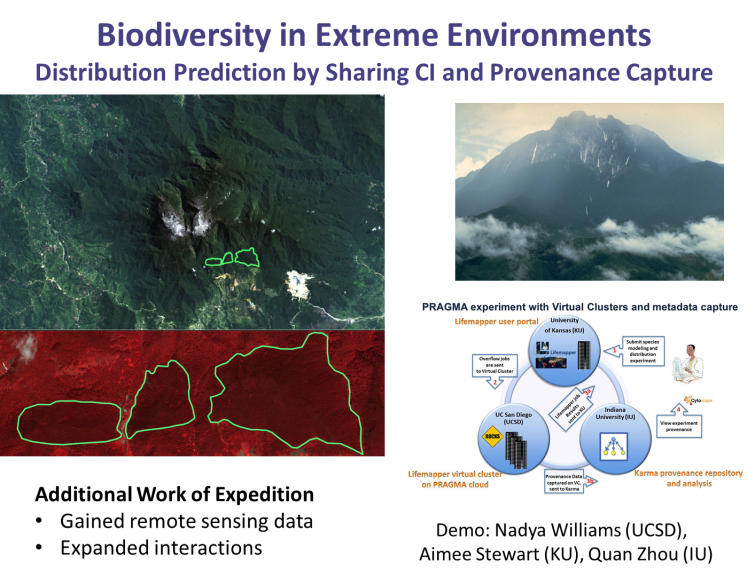 Biodiversity in Extreme Environments
Distribution Prediction by Sharing CI and Provenance Capture
PRAGMA experiment with Virtual Clusters and metadata capture
Lifemapper user portal
University
of Kansas (KU)
Lifemapper
1
Submit species
modeling and
distribution
experiment
Overflow jobs
are sent
to Virtual Cluster
2
Lifemapper job
Results
sent to KU
UC San Diego
(UCSD)
ROCKS
Indiana
University (IU)
Cytoscape
4
View experiment
provenance
Lifemapper virtual cluster
on PRAGMA cloud
Provenance Data
captured on VC,
sent to Karma
Karma provenance repository
and analysis
Additional Work of Expedition
• Gained remote sensing data
• Expanded interactions
Demo: Nadya Williams (UCSD),
Aimee Stewart (KU), Quan Zhou (IU)